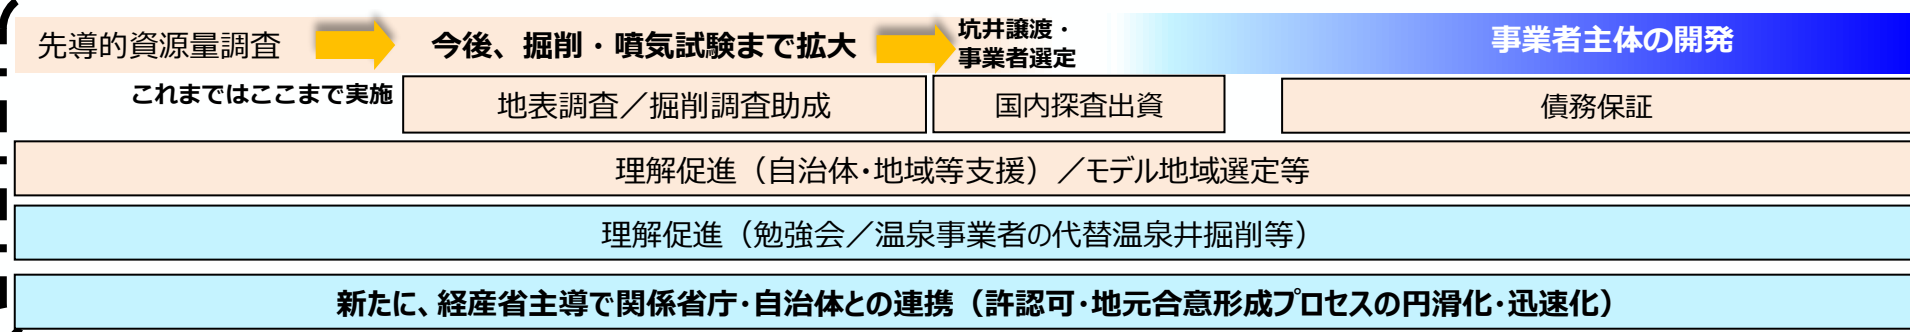 先導的資源量調査
今後、掘削・噴気試験まで拡大
坑井譲渡・
事業者選定
事業者主体の開発
これまではここまで実施
地表調査／掘削調査助成
国内探査出資
債務保証
理解促進（自治体・地域等支援）／モデル地域選定等
理解促進（勉強会／温泉事業者の代替温泉井掘削等）
新たに、経産省主導で関係省庁・自治体との連携（許認可・地元合意形成プロセスの円滑化・迅速化）